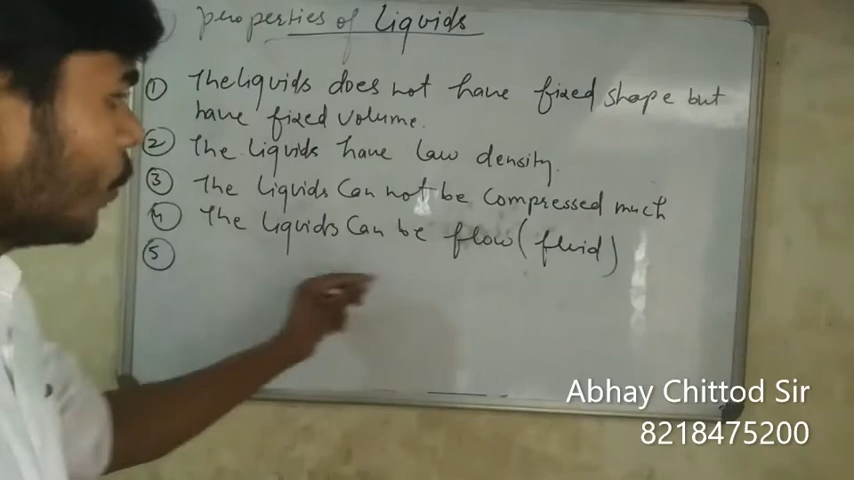 properties of liquids
① The liquids does not have fixed shape but
have fixed volume.
② The liquids have law density.
③ The liquids Can not be Compressed much
④ The liquids Can be flow (fluid)
⑤
Abhay Chittod Sir
8218475200